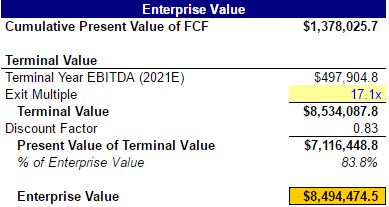 Enterprise Value
Cumulative Present Value of FCF $1,378,025.7
Terminal Value
Terminal Year EBITDA (2021E) $497,904.8
Exit Multiple 17.1x
Terminal Value $8,534,087.8
Discount Factor 0.83
Present Value of Terminal Value $7,116,448.8
% of Enterprise Value 83.8%
Enterprise Value $8,494,474.5